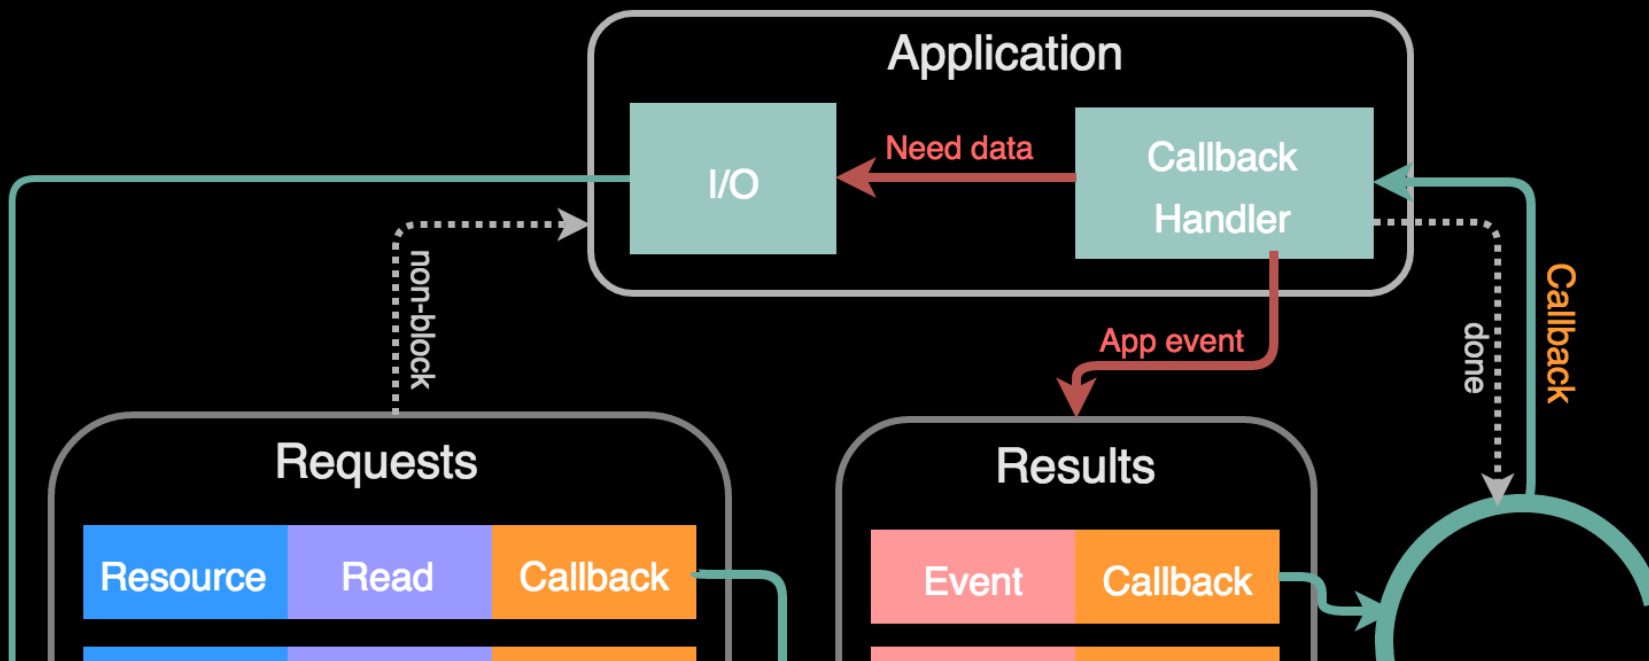 Application
I/O
Need data
Callback
Handler
non-block
App event
done
Callback
Requests
Resource Read Callback
Results
Event Callback